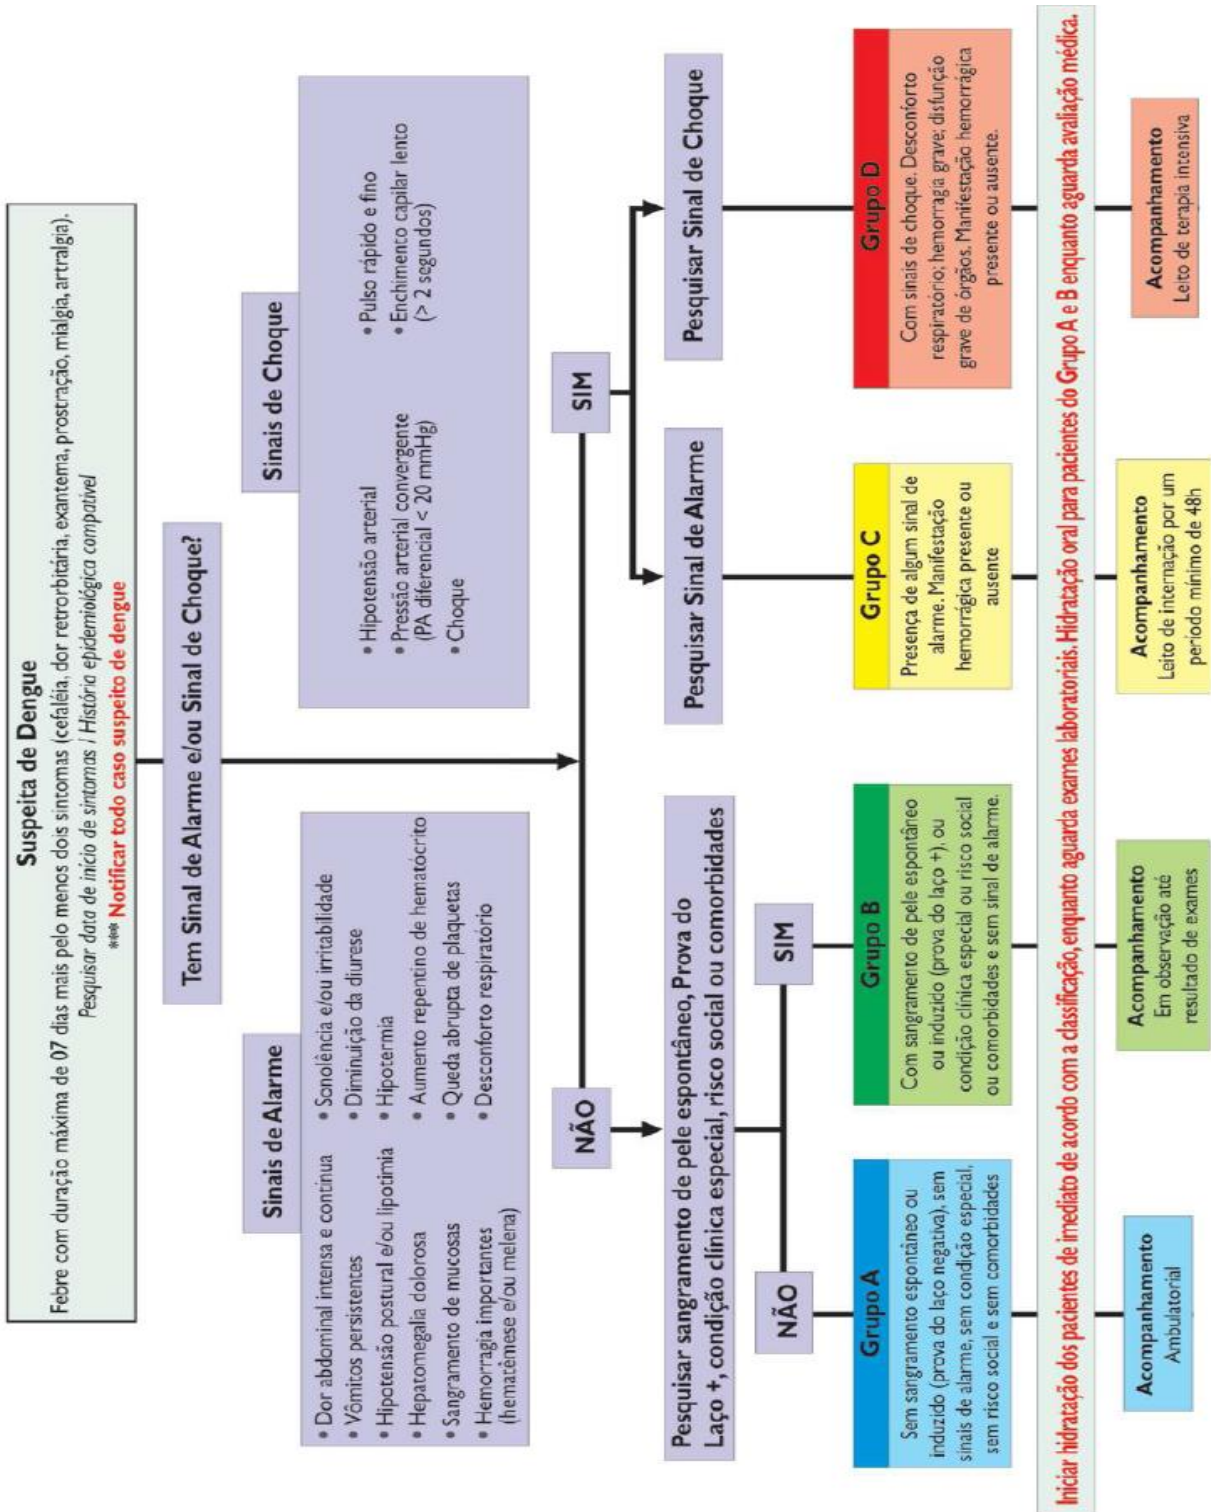 Suspeita de Dengue
Febre com duração máxima de 07 dias mais pelo menos dois sintomas (cefaléia, dor retrorbitária, exantema, prostração, mialgia, artralgia).
Pesquisar data de início de sintomas / História epidemiológica compatível
*** Notificar todo caso suspeito de dengue
Tem Sinal de Alarme e/ou Sinal de Choque?
Sinais de Alarme
• Dor abdominal intensa e contínua
• Vômitos persistentes
• Hipotensão postural e/ou lipotimia
• Hepatomegalia dolorosa
• Sangramento de mucosas
• Hemorragia importantes
(hematêmese e/ou melena)
• Sonolência e/ou irritabilidade
• Diminuição da diurese
• Hipotermia
• Aumento repentino de hematócrito
• Queda abrupta de plaquetas
• Desconforto respiratório
Sinais de Choque
• Hipotensão arterial
• Pressão arterial convergente
(PA diferencial < 20 mmHg)
• Choque
• Pulso rápido e fino
• Enchimento capilar lento
(> 2 segundos)
NÃO
SIM
Pesquisar sangramento de pele espontâneo, Prova do
Laço +, condição clínica especial, risco social ou comorbidades
Pesquisar Sinal de Alarme
Pesquisar Sinal de Choque
NÃO
SIM
Grupo A
Sem sangramento espontâneo ou
induzido (prova do laço negativa), sem
sinais de alarme, sem condição especial,
sem risco social e sem comorbidades
Grupo B
Com sangramento de pele espontâneo
ou induzido (prova do laço +), ou
condição clínica especial ou risco social
ou comorbidades e sem sinal de alarme.
Grupo C
Presença de algum sinal de
alarme. Manifestação
hemorrágica presente ou
ausente
Grupo D
Com sinais de choque. Desconforto
respiratório; hemorragia grave; disfunção
grave de órgãos. Manifestação hemorrágica
presente ou ausente.
Iniciar hidratação dos pacientes de imediato de acordo com a classificação, enquanto aguarda exames laboratoriais. Hidratação oral para pacientes do Grupo A e B enquanto aguarda avaliação médica.
Acompanhamento
Ambulatorial
Acompanhamento
Em observação até
resultado de exames
Acompanhamento
Leito de internação por um
período mínimo de 48h
Acompanhamento
Leito de terapia intensiva